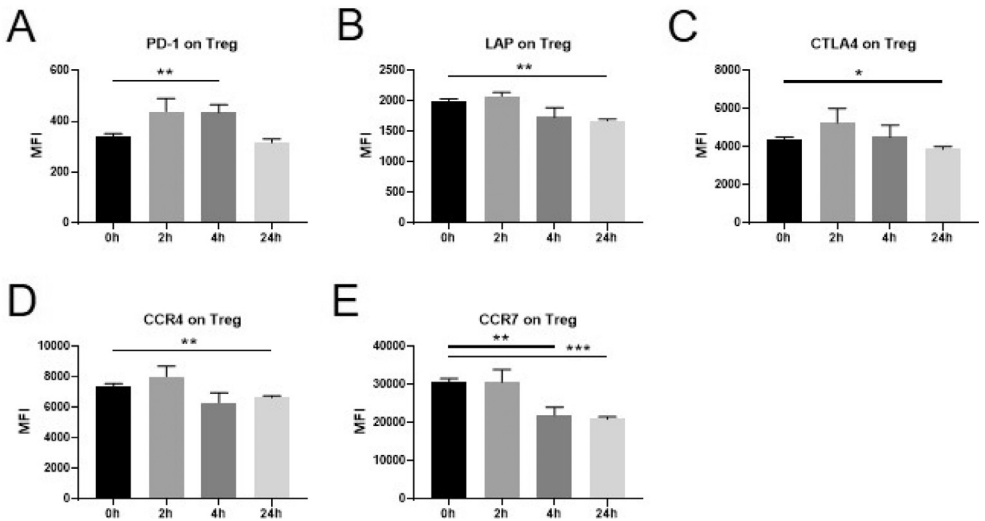 A
PD-1 on Treg
**
MFI
600
400
200
0
0h 2h 4h 24h
B
LAP on Treg
**
MFI
2500
2000
1500
1000
500
0
0h 2h 4h 24h
C
CTLA4 on Treg
*
MFI
8000
6000
4000
2000
0
0h 2h 4h 24h
D
CCR4 on Treg
**
MFI
10000
8000
6000
4000
2000
0
0h 2h 4h 24h
E
CCR7 on Treg
**
***
MFI
40000
30000
20000
10000
0
0h 2h 4h 24h